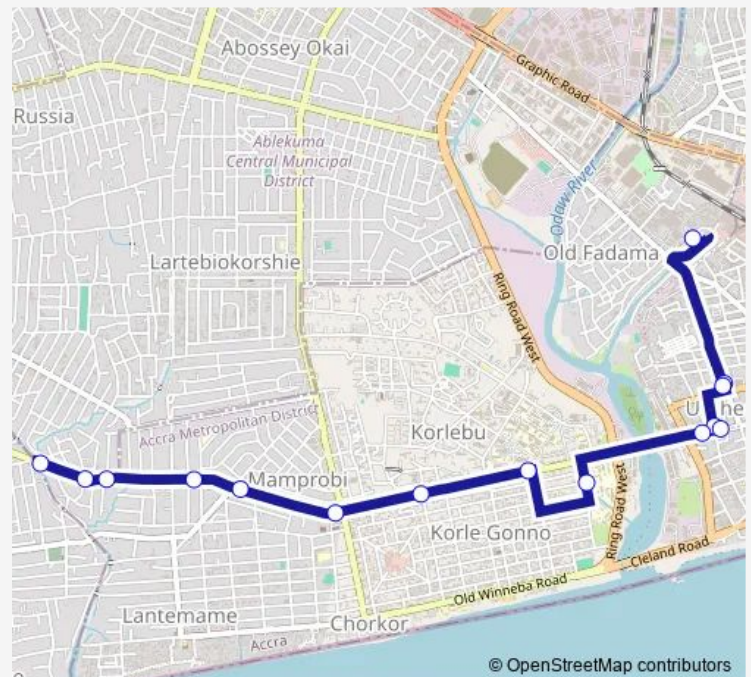 Abossey Okai
Graphic Road
Russia
Ablekuma
Central Municipal
District
Odaw River
Old Fadama
Lartebiokorshie
Ring Road West
Accra Metropolitan District
Korlebu
Mamprobi
Korle Gonno
Ring Road West
Cleland Road
Old Winneba Road
Lantemame
Chorkor
Accra
© OpenStreetMap contributors